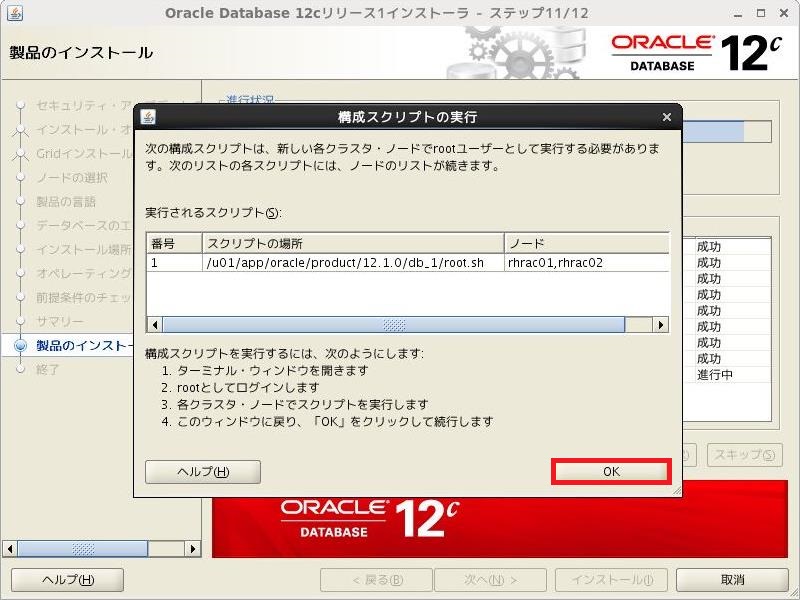 Oracle Database 12cリリース1インストーラ - ステップ11/12
製品のインストール
ORACLE
DATABASE
12c
セキュリティ・ア
進行状況
インストール・オ
Gridインストール
ノードの選択
製品の言語
データベースのエ
インストール場所
オペレーティング
前提条件のチェッ
サマリー
製品のインストー
終了
構成スクリプトの実行
次の構成スクリプトは、新しい各クラスタ・ノードでrootユーザーとして実行する必要がありま
す。次のリストの各スクリプトには、ノードのリストが続きます。
実行されるスクリプト(S):
番号 スクリプトの場所 ノード
1 /u01/app/oracle/product/12.1.0/db_1/root.sh rhrac01,rhrac02
構成スクリプトを実行するには、次のようにします:
1. ターミナル・ウィンドウを開きます
2. rootとしてログインします
3. 各クラスタ・ノードでスクリプトを実行します
4. このウィンドウに戻り、「OK」をクリックして続行します
ヘルプ(H)
OK
成功
成功
成功
成功
成功
成功
成功
成功
進行中
スキップ(S)
ORACLE
DATABASE
12c
ヘルプ(H)
< 戻る(B)
次へ(N) >
インストール(I)
取消